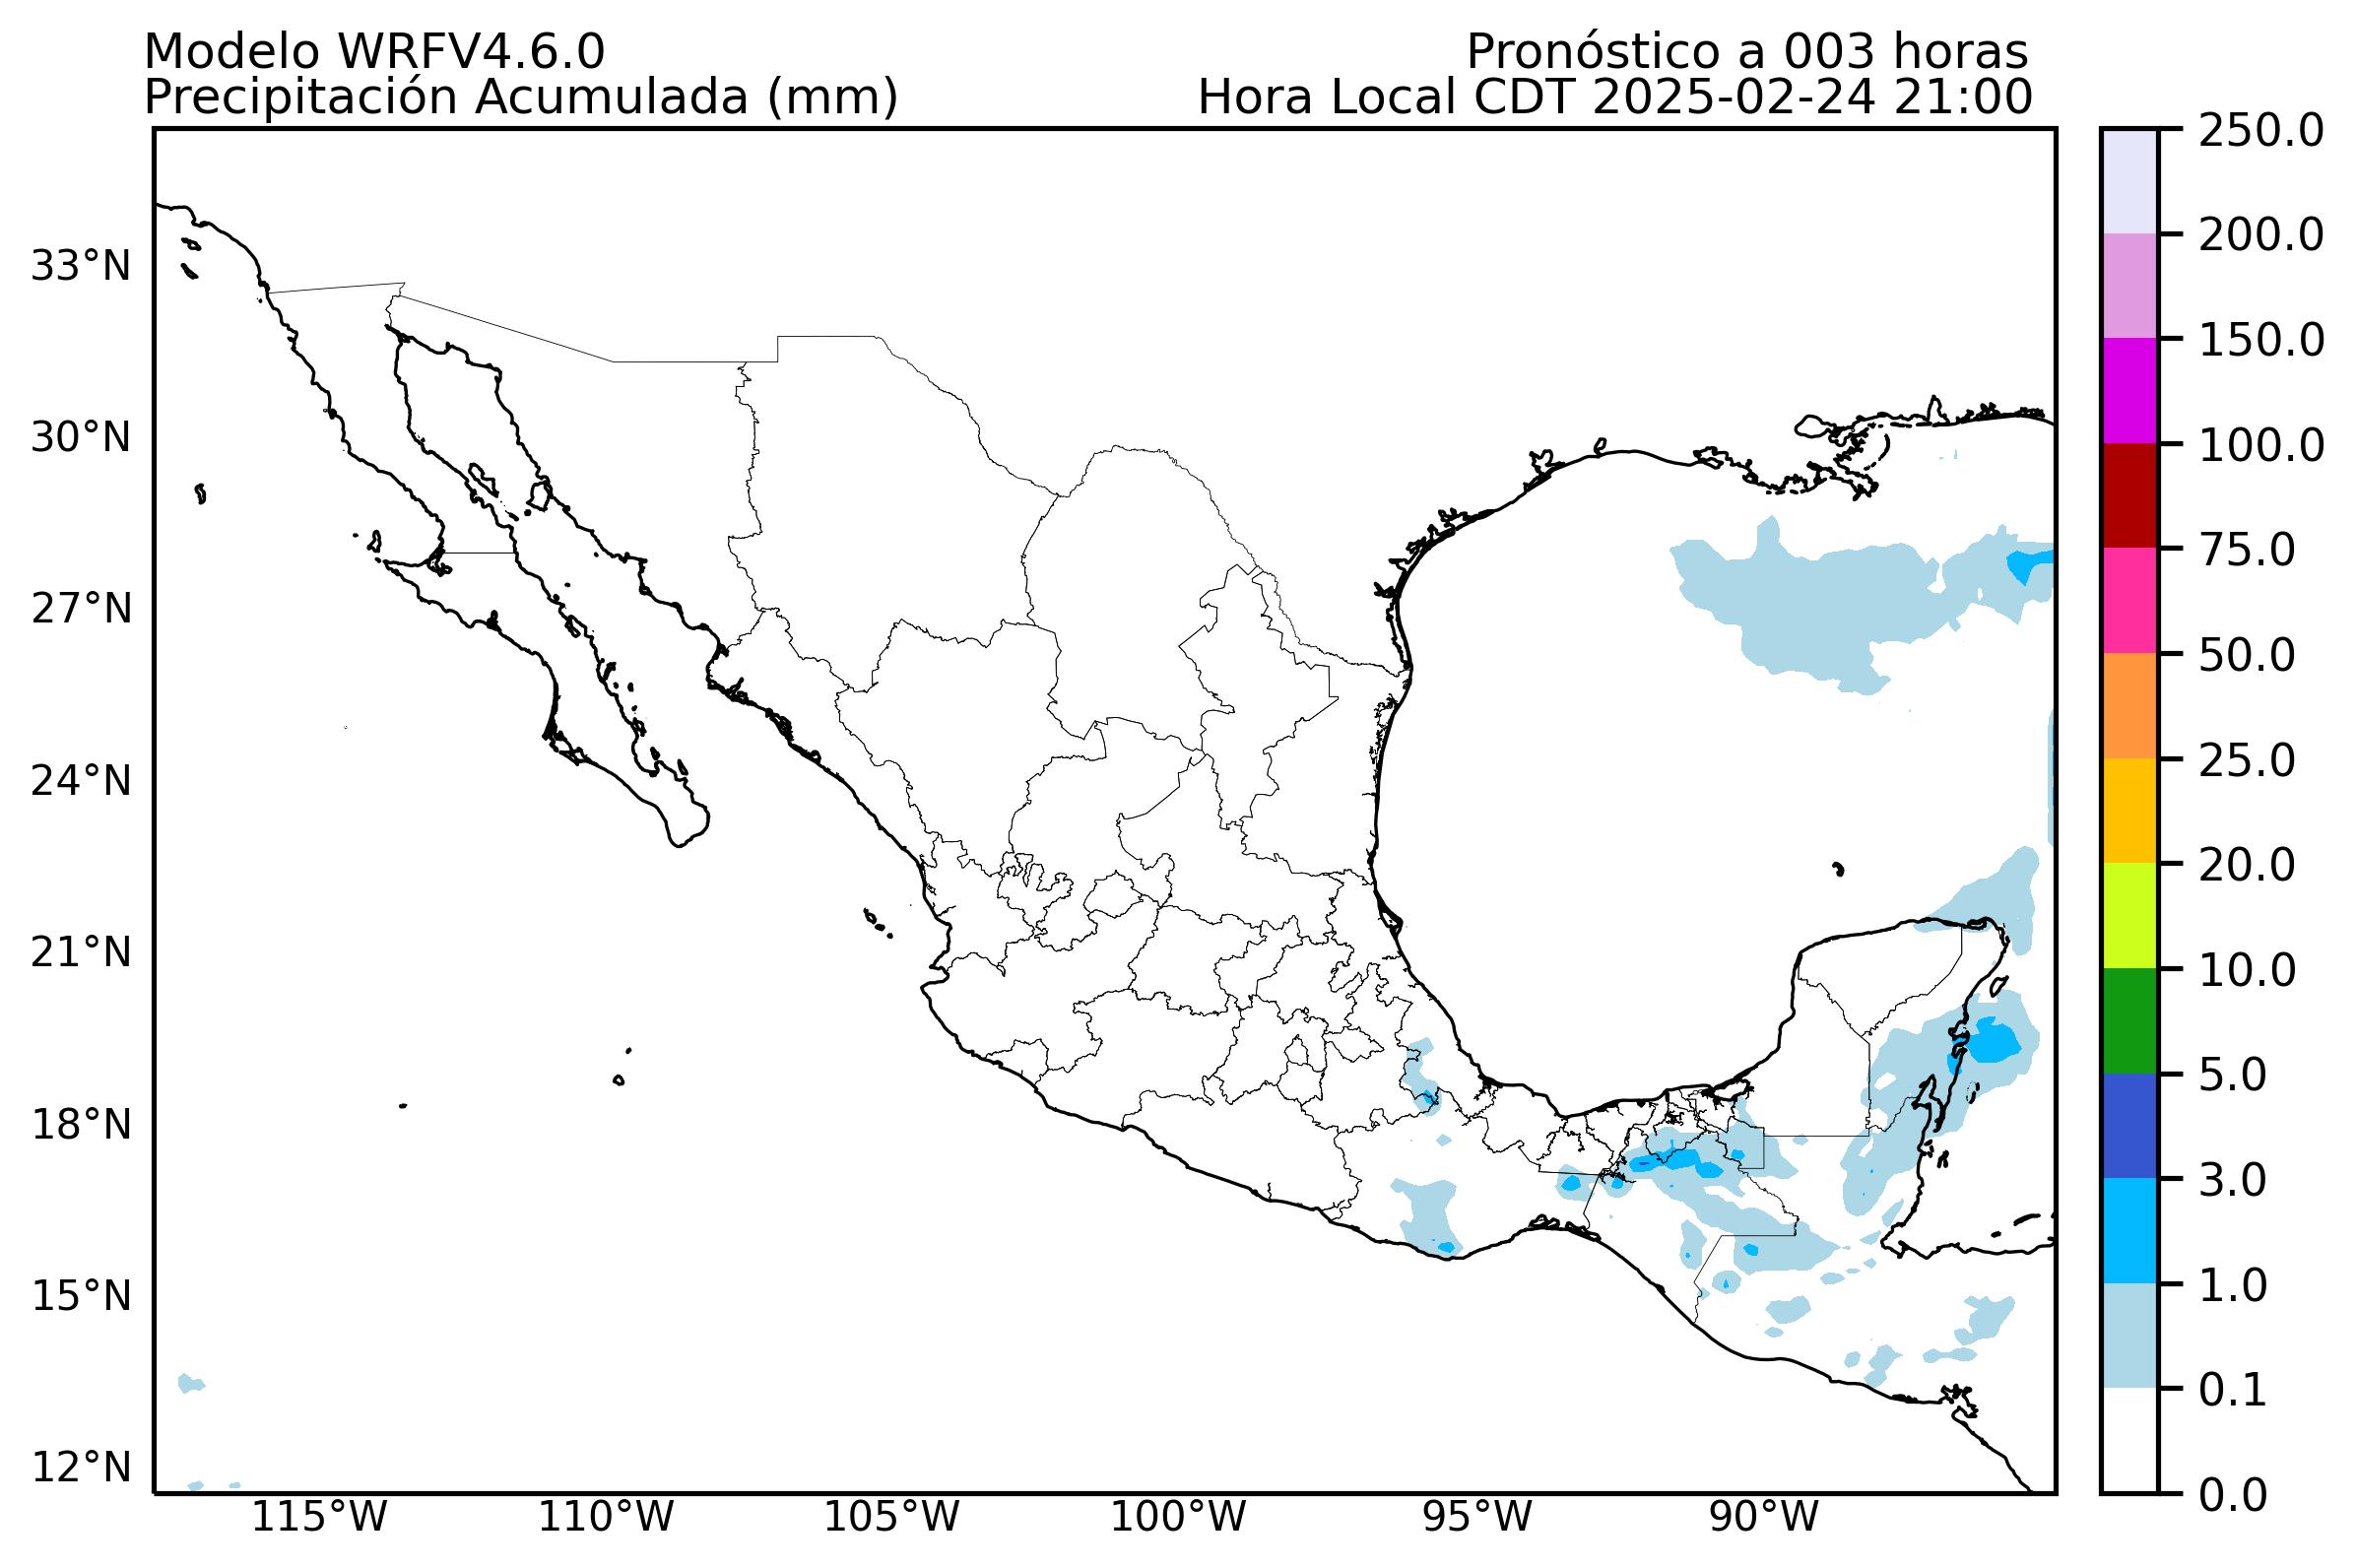 Modelo WRFV4.6.0
Pronóstico a 003 horas
Precipitación Acumulada (mm)
Hora Local CDT 2025-02-24 21:00
33°N
30°N
27°N
24°N
21°N
18°N
15°N
12°N
115°W
110°W
105°W
100°W
95°W
90°W
250.0
200.0
150.0
100.0
75.0
50.0
25.0
20.0
10.0
5.0
3.0
1.0
0.1
0.0